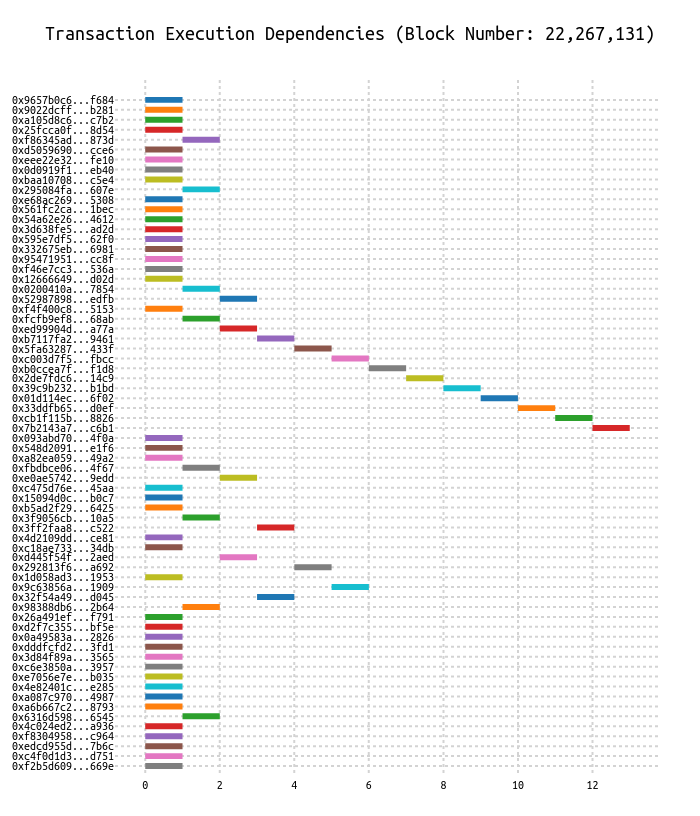 Transaction Execution Dependencies (Block Number: 22,267,131)
0x9657b0c6...f684
0x9022dcff...b281
0xa105d8c6...c7b2
0x25fcca0f...8d54
0xf86345ad...873d
0xd5059690...cce6
0xeee22e32...fe10
0x0d0919f1...eb40
0xbaa10708...c5e4
0x295084fa...607e
0xe68ac269...5308
0x561fc2ca...1bec
0x54a62e26...4612
0x3d638fe5...ad2d
0x595e7df5...62f0
0x332675eb...6981
0x95471951...cc8f
0xf46e7cc3...536a
0x12666649...d02d
0x0200410a...7854
0x52987898...edfb
0xf4f400c8...5153
0xfcfb9ef8...68ab
0xed99904d...a77a
0xb7117fa2...9461
0x5fa63287...433f
0xc003d7f5...fbcc
0xb0ccea7f...f1d8
0x2de7fdc6...14c9
0x39c9b232...b1bd
0x01d114ec...6f02
0x33ddfb65...d0ef
0xcb1f115b...8826
0x7b2143a7...c6b1
0x093abd70...4f0a
0x548d2091...e1f6
0xa82ea059...49a2
0xfbdbce06...4f67
0xe0ae5742...9edd
0xc475d76e...45aa
0x15094d0c...b0c7
0xb5ad2f29...6425
0x3f9056cb...10a5
0x3ff2faa8...c522
0x4d2109dd...ce81
0xc18ae733...34db
0xd445f54f...2aed
0x292813f6...a692
0x1d058ad3...1953
0x9c63856a...1909
0x32f54a49...d045
0x98388db6...2b64
0x26a491ef...f791
0xd2f7c355...bf5e
0x0a49583a...2826
0xdddfcfd2...3fd1
0x3d84f89a...3565
0xc6e3850a...3957
0xe7056e7e...b035
0x4e82401c...e285
0xa087c970...4987
0xa6b667c2...8793
0x6316d598...6545
0x4c024ed2...a936
0xf8304958...c964
0xedcd955d...7b6c
0xc4f0d1d3...d751
0xf2b5d609...669e
0 2 4 6 8 10 12